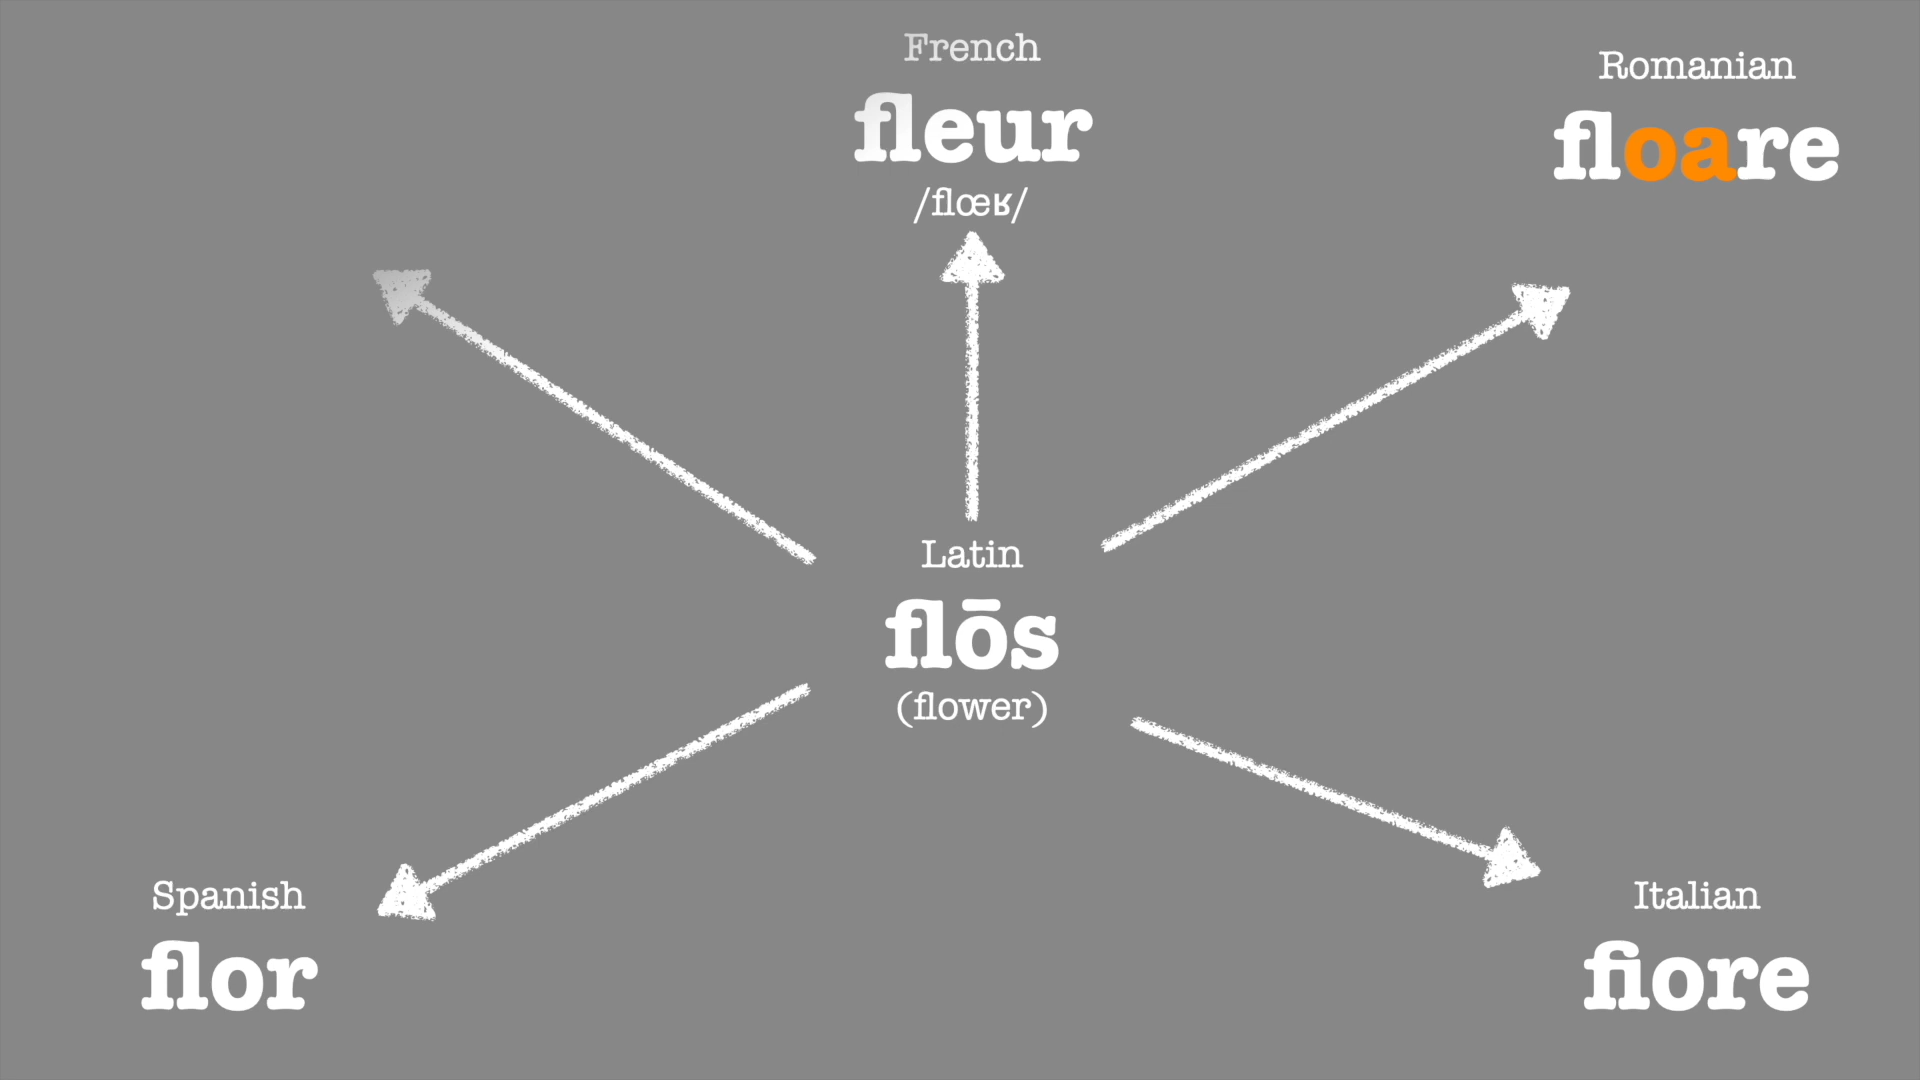 French
fleur
/flœʁ/
Romanian
floare
Latin
flōs
(flower)
Spanish
flor
Italian
fiore